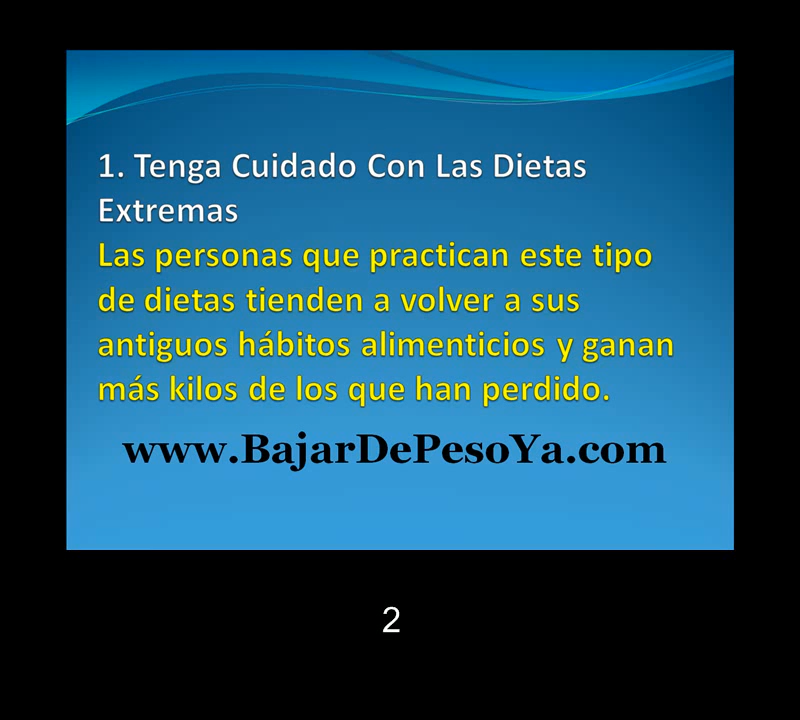 1. Tenga Cuidado Con Las Dietas
Extremas
Las personas que practican este tipo
de dietas tienden a volver a sus
antiguos hábitos alimenticios y ganan
más kilos de los que han perdido.
www.BajarDePesoYa.com
2